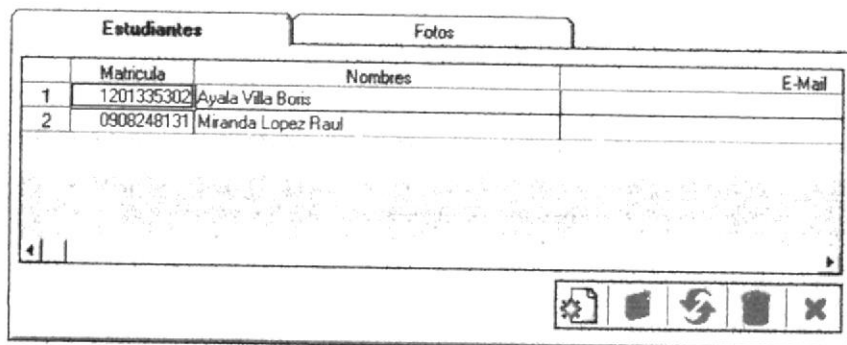 Estudiantes Fotos
Matricula Nombres E-Mail
1 1201335302 Ayala Villa Boris
2 0908248131 Miranda Lopez Raul